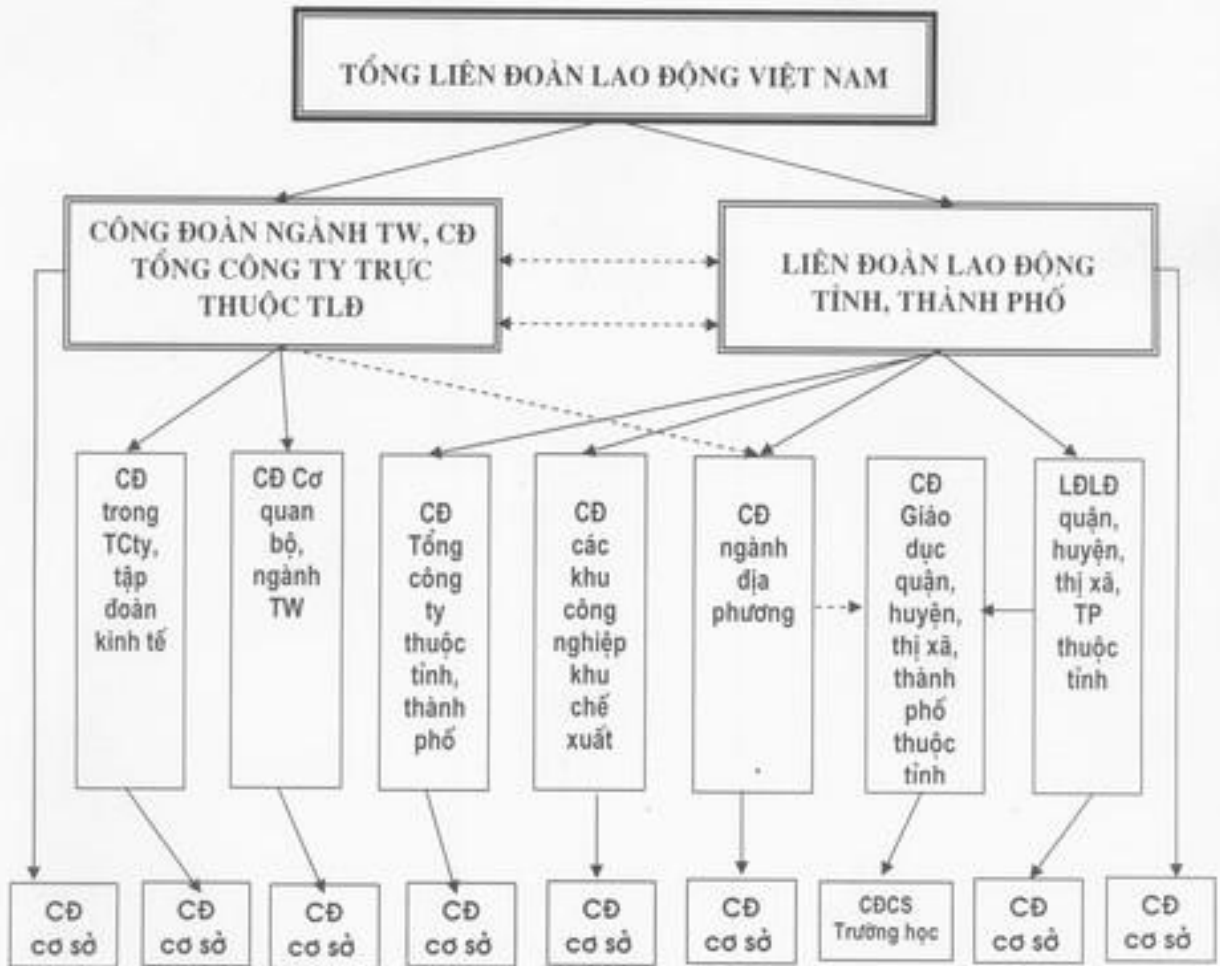 TỔNG LIÊN ĐOÀN LAO ĐỘNG VIỆT NAM
CÔNG ĐOÀN NGÀNH TW, CĐ
TỔNG CÔNG TY TRỰC
THUỘC TLĐ
LIÊN ĐOÀN LAO ĐỘNG
TỈNH, THÀNH PHỐ
CĐ
trong
TCty,
tập
đoàn
kinh tế
CĐ Cơ
quan
bộ,
ngành
TW
CĐ
Tổng
công
ty
thuộc
tỉnh,
thành
phố
CĐ
các
khu
công
nghiệp
khu
chế
xuất
CĐ
ngành
địa
phương
CĐ
Giáo
dục
quận,
huyện,
thị xã,
thành
phố
thuộc
tỉnh
LĐLĐ
quận,
huyện,
thị xã,
TP
thuộc
tỉnh
CĐ
cơ sở
CĐ
cơ sở
CĐ
cơ sở
CĐ
cơ sở
CĐ
cơ sở
CĐ
cơ sở
CĐCS
Trường học
CĐ
cơ sở
CĐ
cơ sở